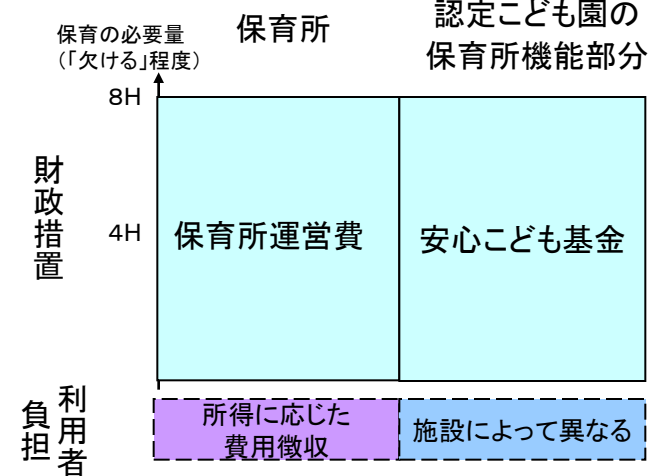 保育の必要量
(「欠ける」程度)
保育所
認定こども園の
保育所機能部分
8H
4H
財政措置
保育所運営費
安心こども基金
利用者
負担
所得に応じた
費用徴収
施設によって異なる